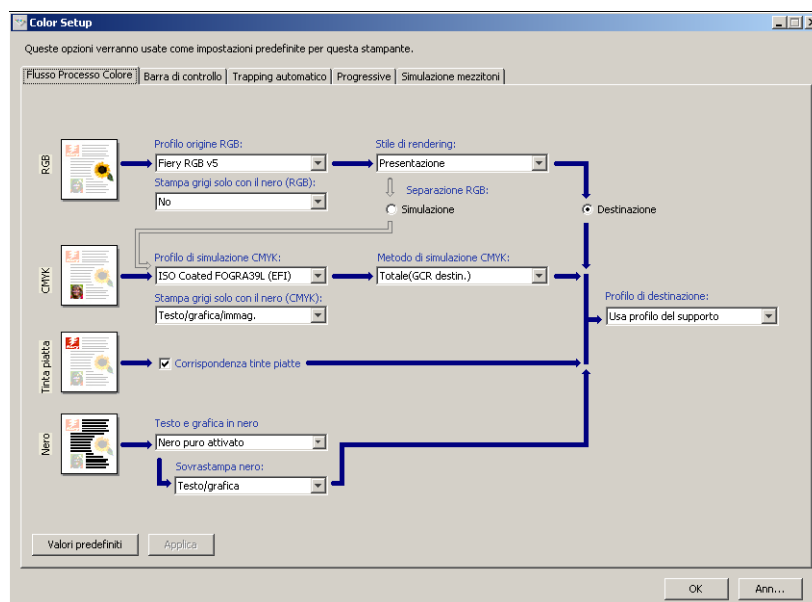 Color Setup
Queste opzioni verranno usate come impostazioni predefinite per questa stampante.
Flusso Processo Colore
Barra di controllo
Trapping automatico
Progressive
Simulazione mezzitoni
RGB
Profilo origine RGB:
Stile di rendering:
Fiery RGB v5
Presentazione
Stampa grigi solo con il nero (RGB):
Separazione RGB:
No
Simulazione
Destinazione
CMYK
Profilo di simulazione CMYK:
Metodo di simulazione CMYK:
ISO Coated FOGRA39L (EFI)
Totale(GCR destin.)
Stampa grigi solo con il nero (CMYK):
Profilo di destinazione:
Testo/grafica/immag.
Usa profilo del supporto
Tinta piatta
Corrispondenza tinte piatte
Nero
Testo e grafica in nero
Nero puro attivato
Sovrastampa nero:
Testo/grafica
Valori predefiniti
Applica
OK
Ann...